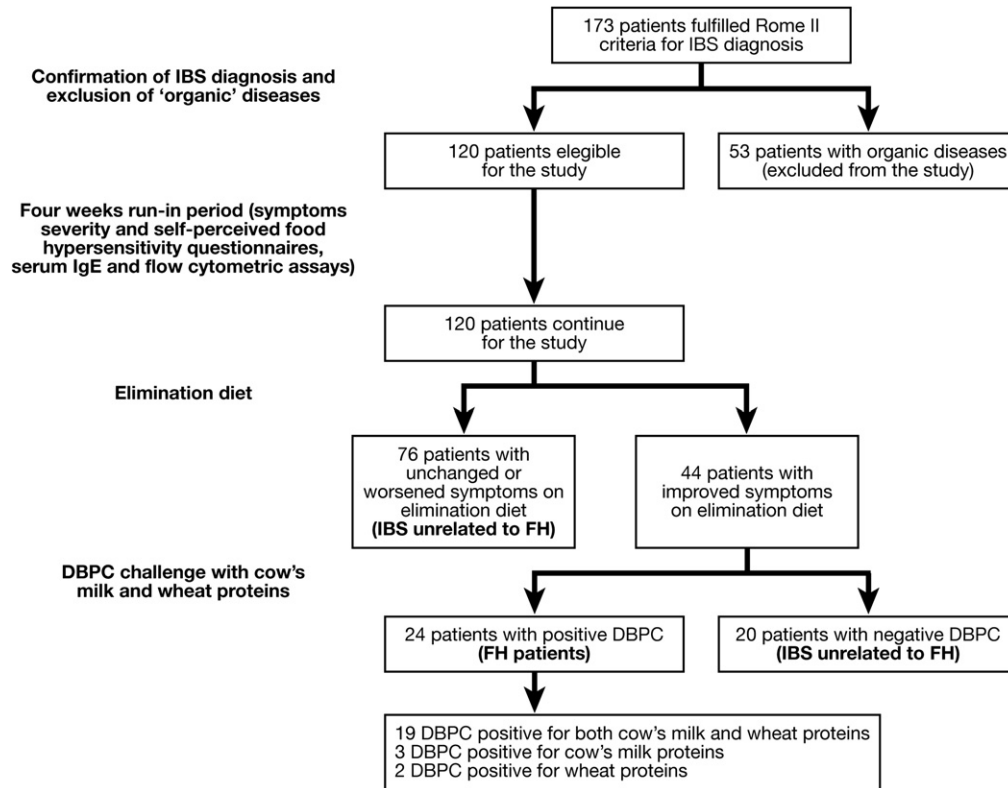 173 patients fulfilled Rome II
criteria for IBS diagnosis
Confirmation of IBS diagnosis and
exclusion of ‘organic’ diseases
120 patients elegible
for the study
53 patients with organic diseases
(excluded from the study)
Four weeks run-in period (symptoms
severity and self-perceived food
hypersensitivity questionnaires,
serum IgE and flow cytometric assays)
120 patients continue
for the study
Elimination diet
76 patients with
unchanged or
worsened symptoms on
elimination diet
(IBS unrelated to FH)
44 patients with
improved symptoms
on elimination diet
DBPC challenge with cow’s
milk and wheat proteins
24 patients with positive DBPC
(FH patients)
20 patients with negative DBPC
(IBS unrelated to FH)
19 DBPC positive for both cow’s milk and wheat proteins
3 DBPC positive for cow’s milk proteins
2 DBPC positive for wheat proteins